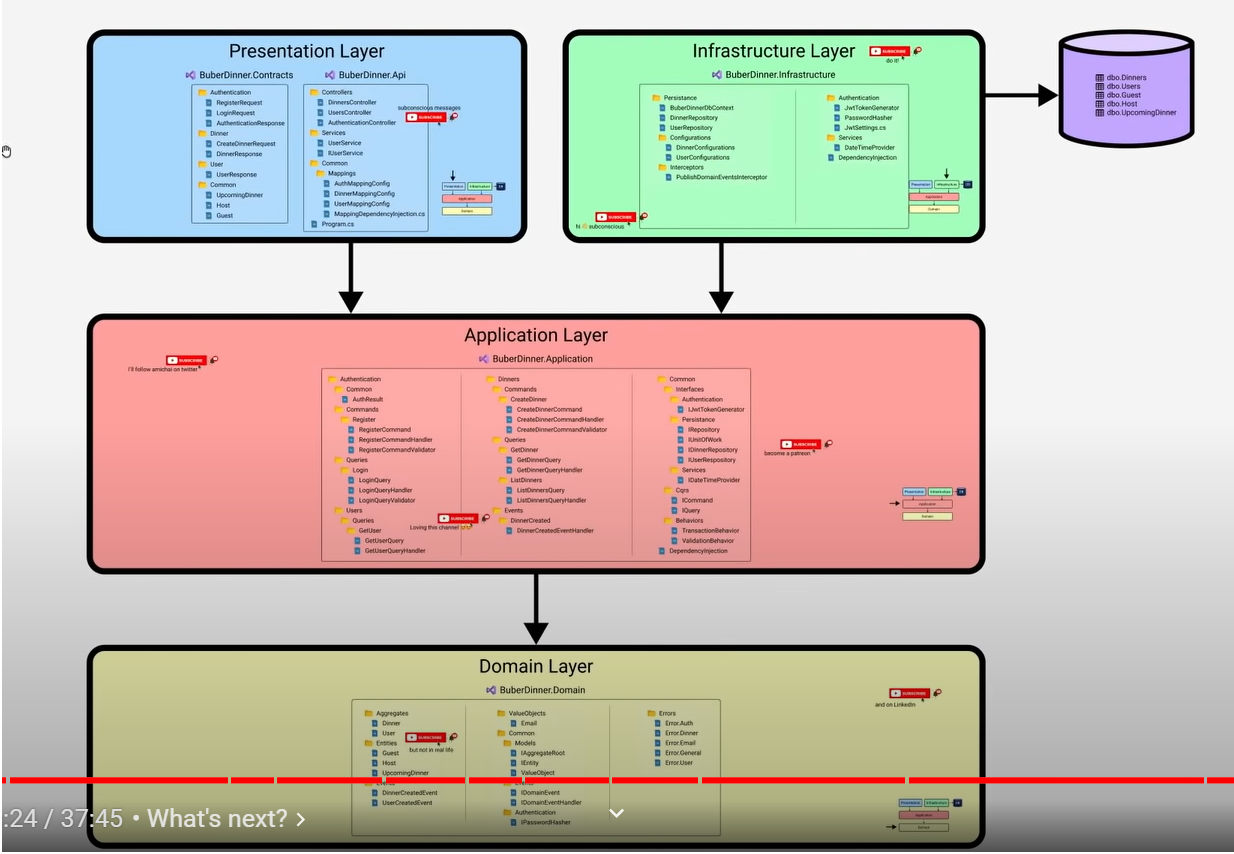 Presentation Layer
BuberDinner.Contracts
Authentication
RegisterRequest
LoginRequest
AuthenticationResponse
Dinner
CreateDinnerRequest
DinnerResponse
User
UserResponse
Common
UpcomingDinner
Host
Guest
BuberDinner.Api
Controllers
DinnersController
UsersController
AuthenticationController
Services
UserService
IUserService
Common
Mappings
AuthMappingConfig
DinnerMappingConfig
UserMappingConfig
MappingDependencyInjection.cs
Program.cs
subconscious messages
SUBSCRIBE
Presentation
Infrastructure
Application
Domain
Infrastructure Layer
SUBSCRIBE
do it!
BuberDinner.Infrastructure
Persistance
BuberDinnerDbContext
DinnerRepository
UserRepository
Configurations
DinnerConfigurations
UserConfigurations
Interceptors
PublishDomainEventsInterceptor
Authentication
JwtTokenGenerator
PasswordHasher
JwtSettings.cs
Services
DateTimeProvider
DependencyInjection
SUBSCRIBE
hi 👋 subconscious
Presentation
Infrastructure
Application
Domain
dbo.Dinners
dbo.Users
dbo.Guest
dbo.Host
dbo.UpcomingDinner
Application Layer
BuberDinner.Application
SUBSCRIBE
I'll follow amichai on twitter
Authentication
Common
AuthResult
Commands
Register
RegisterCommand
RegisterCommandHandler
RegisterCommandValidator
Queries
Login
LoginQuery
LoginQueryHandler
LoginQueryValidator
Users
Queries
GetUser
GetUserQuery
GetUserQueryHandler
SUBSCRIBE
Loving this channel
Dinners
Commands
CreateDinner
CreateDinnerCommand
CreateDinnerCommandHandler
CreateDinnerCommandValidator
Queries
GetDinner
GetDinnerQuery
GetDinnerQueryHandler
ListDinners
ListDinnersQuery
ListDinnersQueryHandler
Events
DinnerCreated
DinnerCreatedEventHandler
Common
Interfaces
Authentication
IJwtTokenGenerator
Persistance
IRepository
IUnitOfWork
IDinnerRepository
IUserRespository
Services
IDateTimeProvider
Cqrs
ICommand
IQuery
Behaviors
TransactionBehavior
ValidationBehavior
DependencyInjection
SUBSCRIBE
become a patreon
Presentation
Infrastructure
Application
Domain
Domain Layer
BuberDinner.Domain
SUBSCRIBE
and on LinkedIn
Aggregates
Dinner
User
Entities
Guest
Host
UpcomingDinner
DinnerCreatedEvent
UserCreatedEvent
SUBSCRIBE
but not in real life
ValueObjects
Email
Common
Models
IAggregateRoot
IEntity
ValueObject
IDomainEvent
IDomainEventHandler
Authentication
IPasswordHasher
Errors
Error.Auth
Error.Dinner
Error.Email
Error.General
Error.User
Presentation
Infrastructure
Application
Domain
:24 / 37:45 • What's next? >